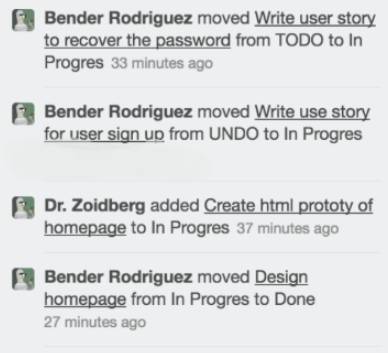 Bender Rodriguez moved Write user story
to recover the password from TODO to In
Progres 33 minutes ago
Bender Rodriguez moved Write use story
for user sign up from UNDO to In Progres
Dr. Zoidberg added Create html prototy of
homepage to In Progres 37 minutes ago
Bender Rodriguez moved Design
homepage from In Progres to Done
27 minutes ago